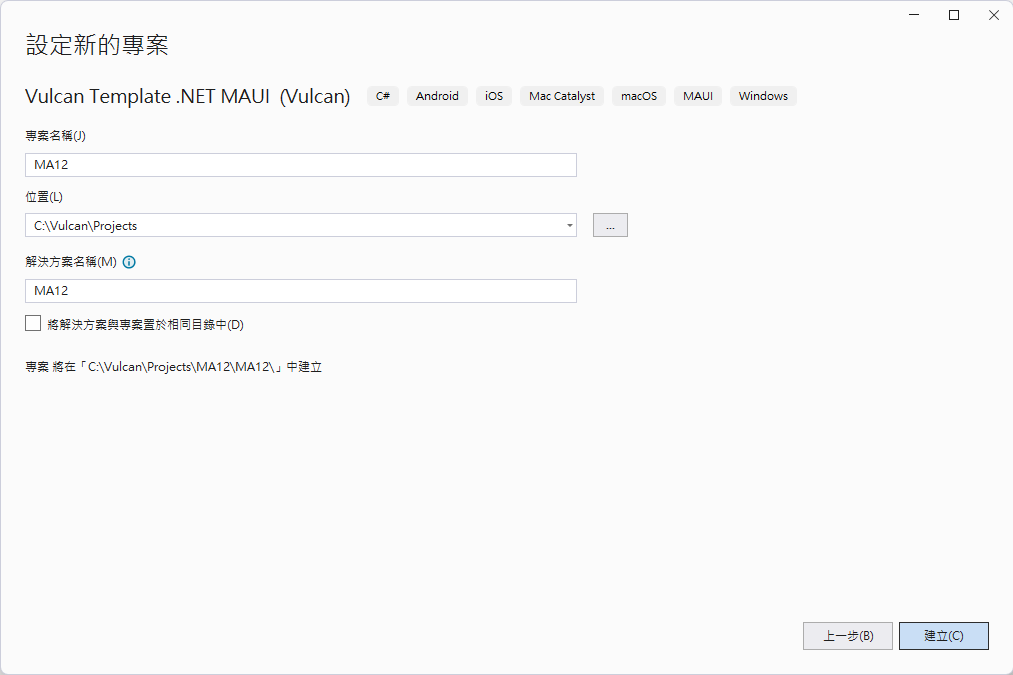 設定新的專案
Vulcan Template .NET MAUI (Vulcan) C# Android iOS Mac Catalyst macOS MAUI Windows
專案名稱(J)
MA12
位置(L)
C:\Vulcan\Projects
...
解決方案名稱(M)
MA12
將解決方案與專案置於相同目錄中(D)
專案 將在「C:\Vulcan\Projects\MA12\MA12\」中建立
上一步(B) 建立(C)